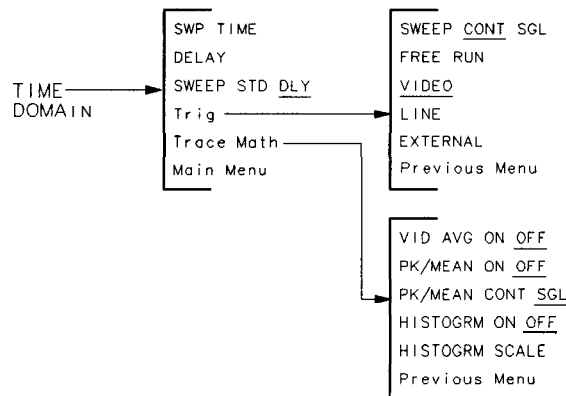 TIME
DOMAIN
SWP TIME
DELAY
SWEEP STD DLY
Trig
Trace Math
Main Menu
SWEEP CONT SGL
FREE RUN
VIDEO
LINE
EXTERNAL
Previous Menu
VID AVG ON OFF
PK/MEAN ON OFF
PK/MEAN CONT SGL
HISTOGRM ON OFF
HISTOGRM SCALE
Previous Menu